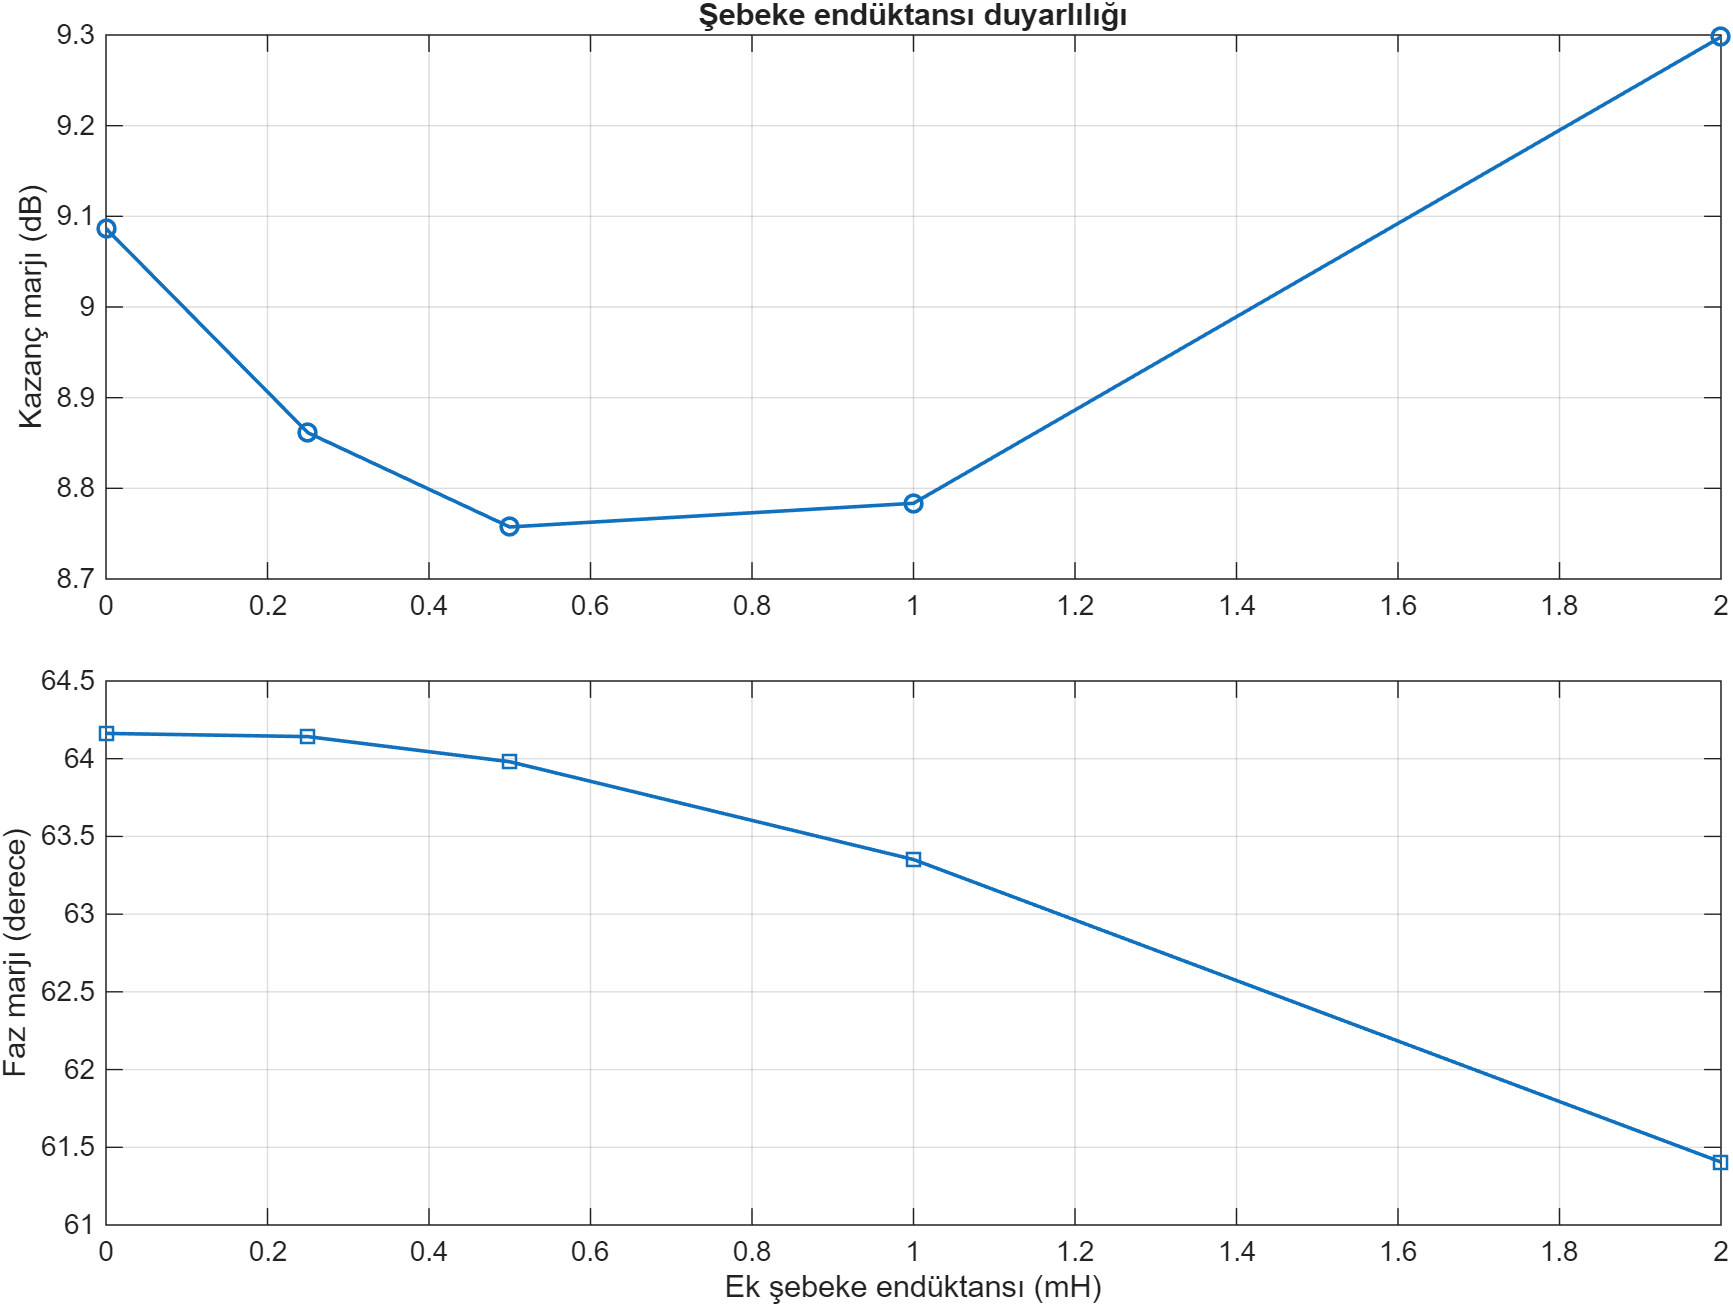 Şebeke endüktansı duyarlılığı
Kazanç marjı (dB)
9.3
9.2
9.1
9
8.9
8.8
8.7
0 0.2 0.4 0.6 0.8 1 1.2 1.4 1.6 1.8 2
Faz marjı (derece)
64.5
64
63.5
63
62.5
62
61.5
61
0 0.2 0.4 0.6 0.8 1 1.2 1.4 1.6 1.8 2
Ek şebeke endüktansı (mH)